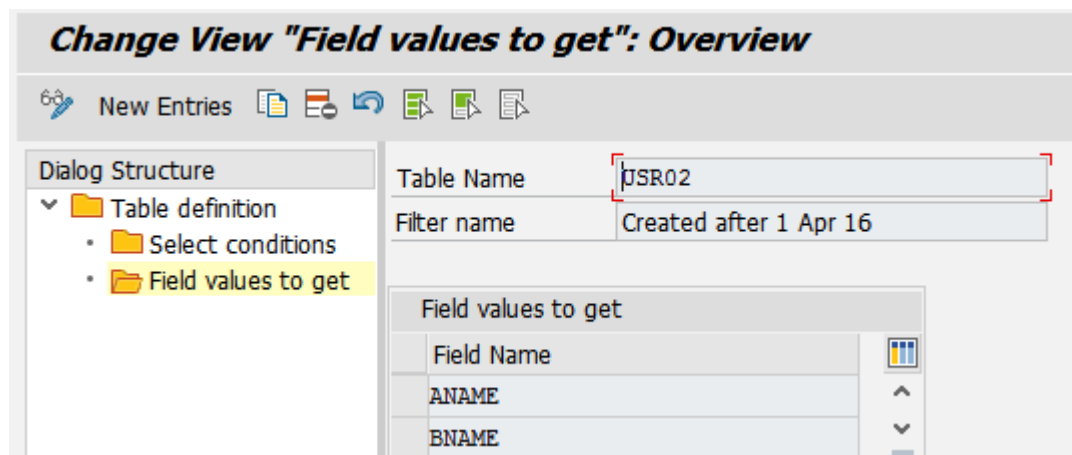 Change View "Field values to get": Overview
New Entries
Dialog Structure
Table definition
Select conditions
Field values to get
Table Name USR02
Filter name Created after 1 Apr 16
Field values to get
Field Name
ANAME
BNAME